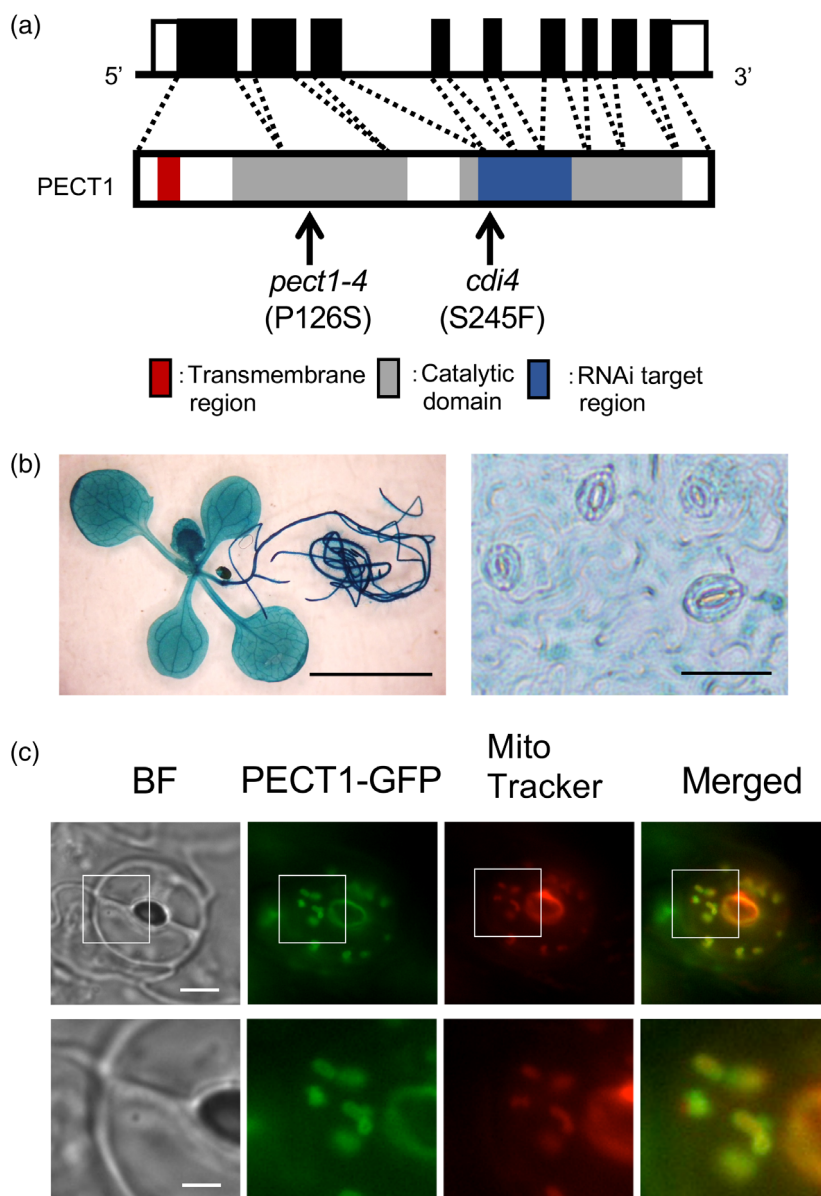 (a)
5’ 3’
PECT1
pect1-4 cdi4
(P126S) (S245F)
:Transmembrane region
:Catalytic domain
:RNAi target region
(b)
(c)
BF PECT1-GFP Mito Tracker Merged